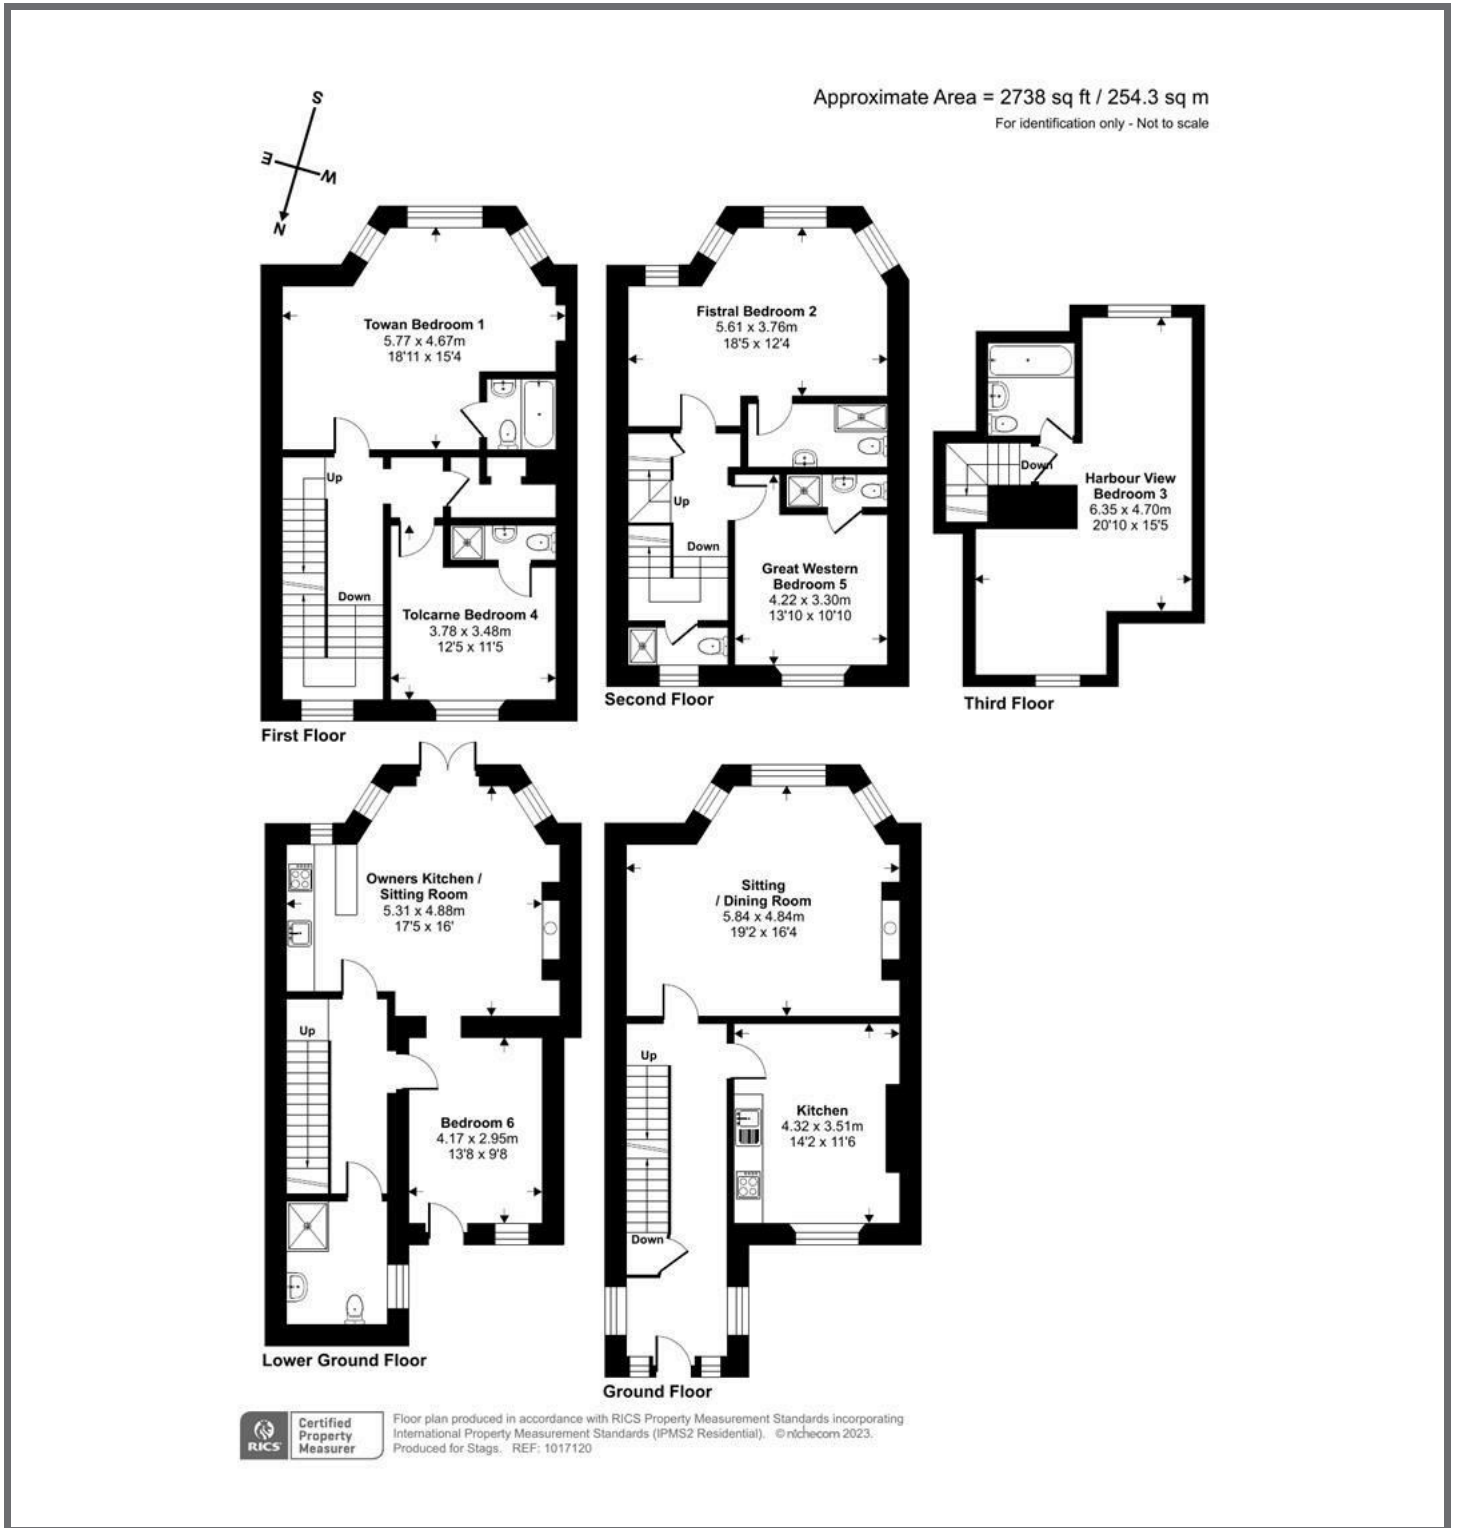 Approximate Area = 2738 sq ft / 254.3 sq m
For identification only - Not to scale
S
E
W
N
Towan Bedroom 1
5.77 x 4.67m
18'11 x 15'4
Up
Down
Tolcarne Bedroom 4
3.78 x 3.48m
12'5 x 11'5
First Floor
Fistral Bedroom 2
5.61 x 3.76m
18'5 x 12'4
Up
Down
Great Western
Bedroom 5
4.22 x 3.30m
13'10 x 10'10
Second Floor
Down
Harbour View
Bedroom 3
6.35 x 4.70m
20'10 x 15'5
Third Floor
Owners Kitchen /
Sitting Room
5.31 x 4.88m
17'5 x 16'
Up
Bedroom 6
4.17 x 2.95m
13'8 x 9'8
Lower Ground Floor
Sitting
/ Dining Room
5.84 x 4.84m
19'2 x 16'4
Up
Kitchen
4.32 x 3.51m
14'2 x 11'6
Down
Ground Floor
RICS
Certified
Property
Measurer
Floor plan produced in accordance with RICS Property Measurement Standards incorporating
International Property Measurement Standards (IPMS2 Residential). © nichecom 2023.
Produced for Stags. REF: 1017120